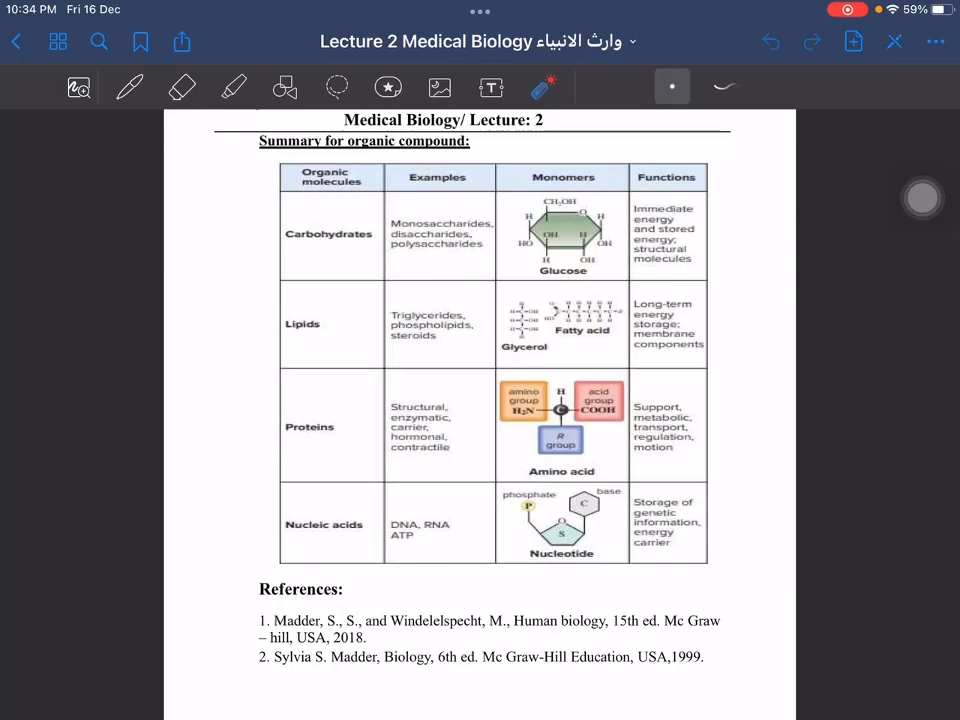 10:34 PM Fri 16 Dec
59%
Lecture 2 Medical Biology وارث الانبياء
Medical Biology/ Lecture: 2
Summary for organic compound:
Organic molecules
Examples
Monomers
Functions
Carbohydrates
Monosaccharides,
disaccharides,
polysaccharides
CH₂OH
H
O
H
OH
H
HO
OH
H
OH
Glucose
Immediate
energy
and stored
energy;
structural
molecules
Lipids
Triglycerides,
phospholipids,
steroids
Glycerol
Fatty acid
Long-term
energy
storage;
membrane
components
Proteins
Structural,
enzymatic,
carrier,
hormonal,
contractile
amino
group
H₂N
H
C
acid
group
COOH
R
group
Amino acid
Support,
metabolic,
transport,
regulation,
motion
Nucleic acids
DNA, RNA
ATP
phosphate
P
base
C
O
S
Nucleotide
Storage of
genetic
information,
energy
carrier
References:
1. Madder, S., S., and Windelelspecht, M., Human biology, 15th ed. Mc Graw
– hill, USA, 2018.
2. Sylvia S. Madder, Biology, 6th ed. Mc Graw-Hill Education, USA,1999.